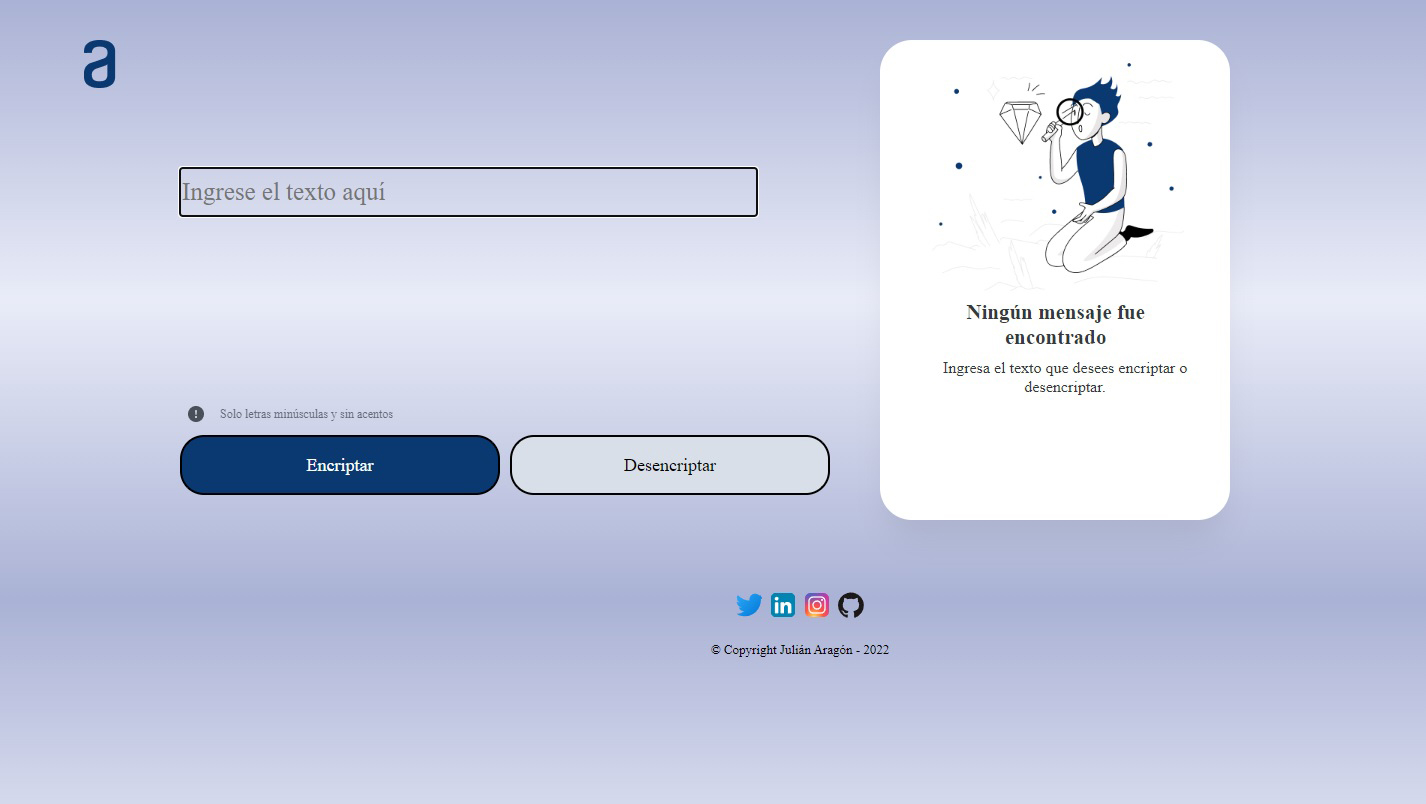 a
Ingrese el texto aquí
Ningún mensaje fue
encontrado
Ingresa el texto que desees encriptar o
desencriptar.
Solo letras minúsculas y sin acentos
Encriptar
Desencriptar
in
© Copyright Julián Aragón - 2022